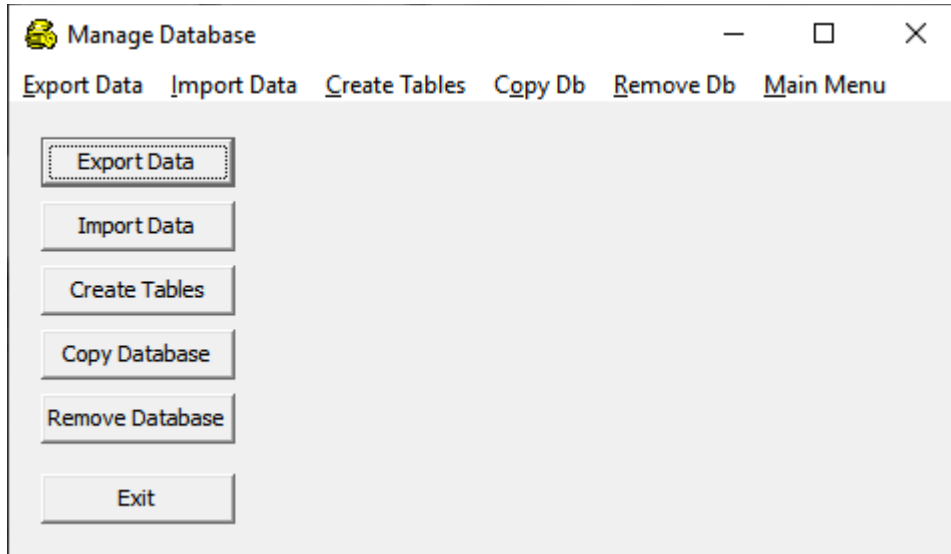 Manage Database
Export Data Import Data Create Tables Copy Db Remove Db Main Menu
Export Data
Import Data
Create Tables
Copy Database
Remove Database
Exit